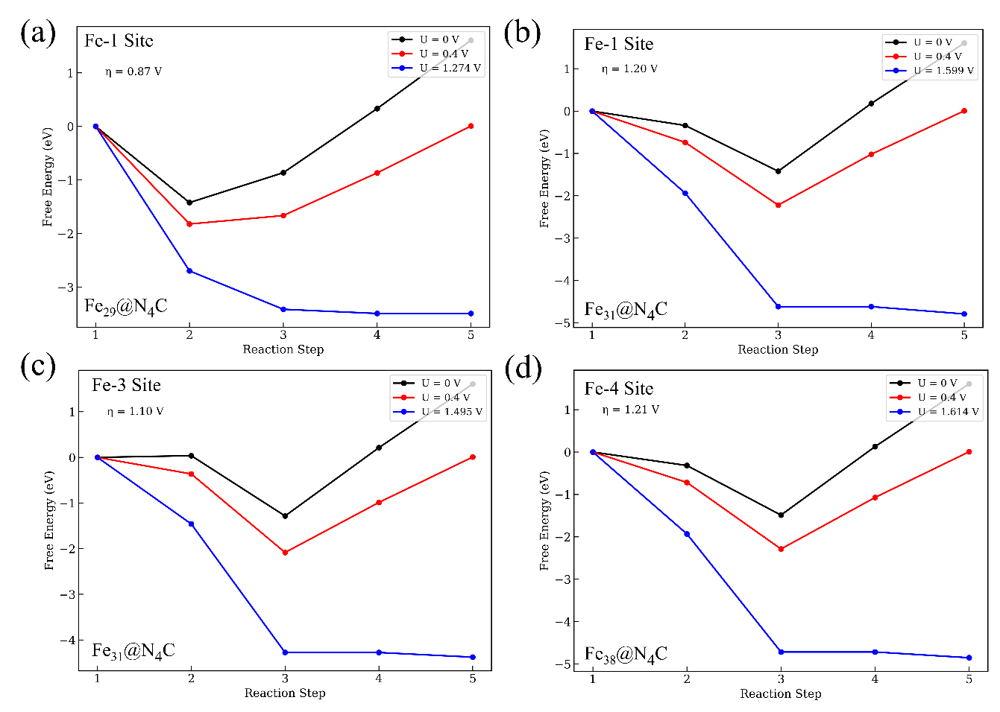 (a)
Fe-1 Site
η = 0.87 V
U = 0 V
U = 0.4 V
U = 1.274 V
1
0
−1
−2
−3
Free Energy (eV)
Fe₂₉@N₄C
1 2 3 4 5
Reaction Step
(b)
Fe-1 Site
η = 1.20 V
U = 0 V
U = 0.4 V
U = 1.599 V
1
0
−1
−2
−3
−4
−5
Free Energy (eV)
Fe₃₁@N₄C
1 2 3 4 5
Reaction Step
(c)
Fe-3 Site
η = 1.10 V
U = 0 V
U = 0.4 V
U = 1.495 V
1
0
−1
−2
−3
−4
Free Energy (eV)
Fe₃₁@N₄C
1 2 3 4 5
Reaction Step
(d)
Fe-4 Site
η = 1.21 V
U = 0 V
U = 0.4 V
U = 1.614 V
1
0
−1
−2
−3
−4
−5
Free Energy (eV)
Fe₃₈@N₄C
1 2 3 4 5
Reaction Step